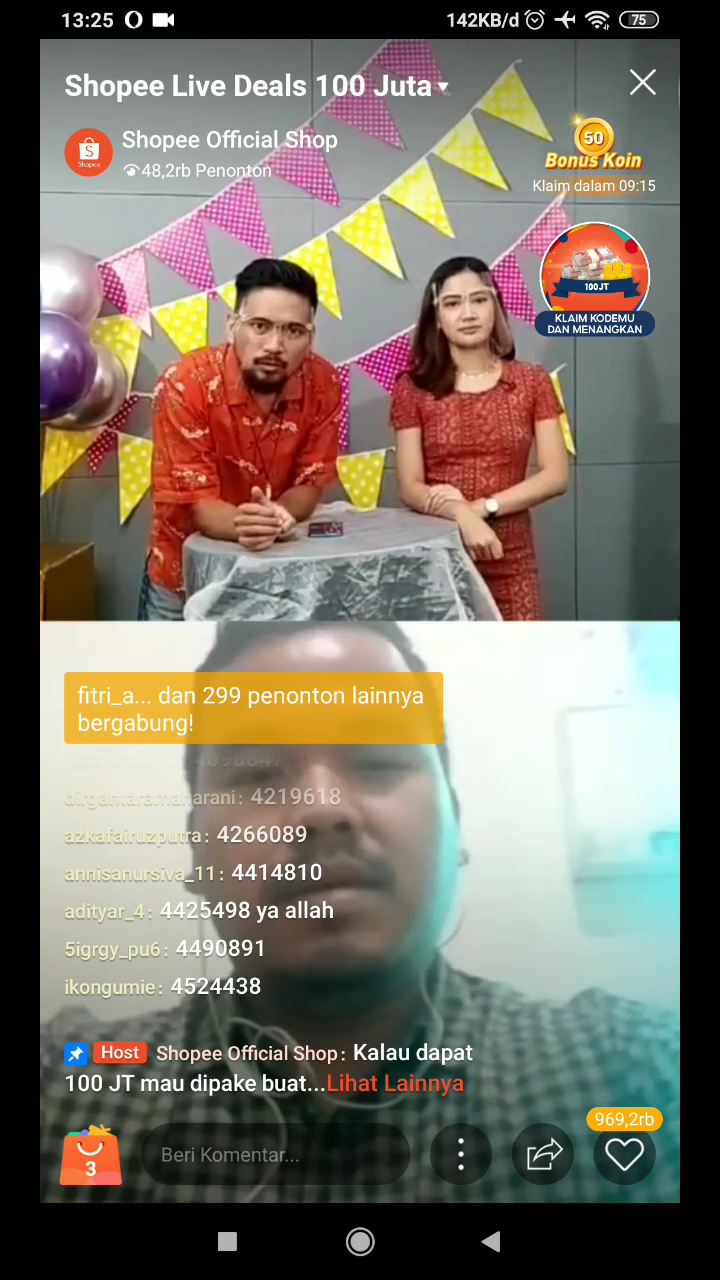 13:25
142KB/d
75
Shopee Live Deals 100 Juta
Shopee Official Shop
Shopee
48,2rb Penonton
50
Bonus Koin
Klaim dalam 09:15
100JT
KLAIM KODEMU
DAN MENANGKAN
fitri_a... dan 299 penonton lainnya
bergabung!
dirgantaramaharani: 4219618
azkafairuzputra: 4266089
annisanursiva_11: 4414810
adityar_4: 4425498 ya allah
5igrgy_pu6: 4490891
ikongumie: 4524438
Host Shopee Official Shop: Kalau dapat
100 JT mau dipake buat...Lihat Lainnya
969,2rb
3
Beri Komentar...